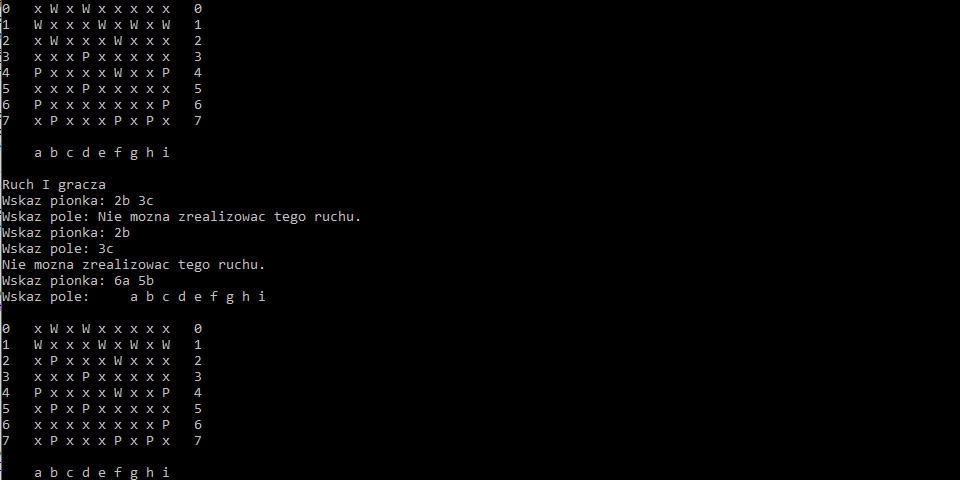 0   x W x W x x x x x   0
1   W x x x W x W x W   1
2   x W x x x W x x x   2
3   x x x P x x x x x   3
4   P x x x x W x x P   4
5   x x x P x x x x x   5
6   P x x x x x x x P   6
7   x P x x x P x P x   7
    a b c d e f g h i
Ruch I gracza
Wskaz pionka: 2b 3c
Wskaz pole: Nie mozna zrealizowac tego ruchu.
Wskaz pionka: 2b
Wskaz pole: 3c
Nie mozna zrealizowac tego ruchu.
Wskaz pionka: 6a 5b
Wskaz pole:     a b c d e f g h i
0   x W x W x x x x x   0
1   W x x x W x W x W   1
2   x P x x x W x x x   2
3   x x x P x x x x x   3
4   P x x x x W x x P   4
5   x P x P x x x x x   5
6   x x x x x x x x P   6
7   x P x x x P x P x   7
    a b c d e f g h i